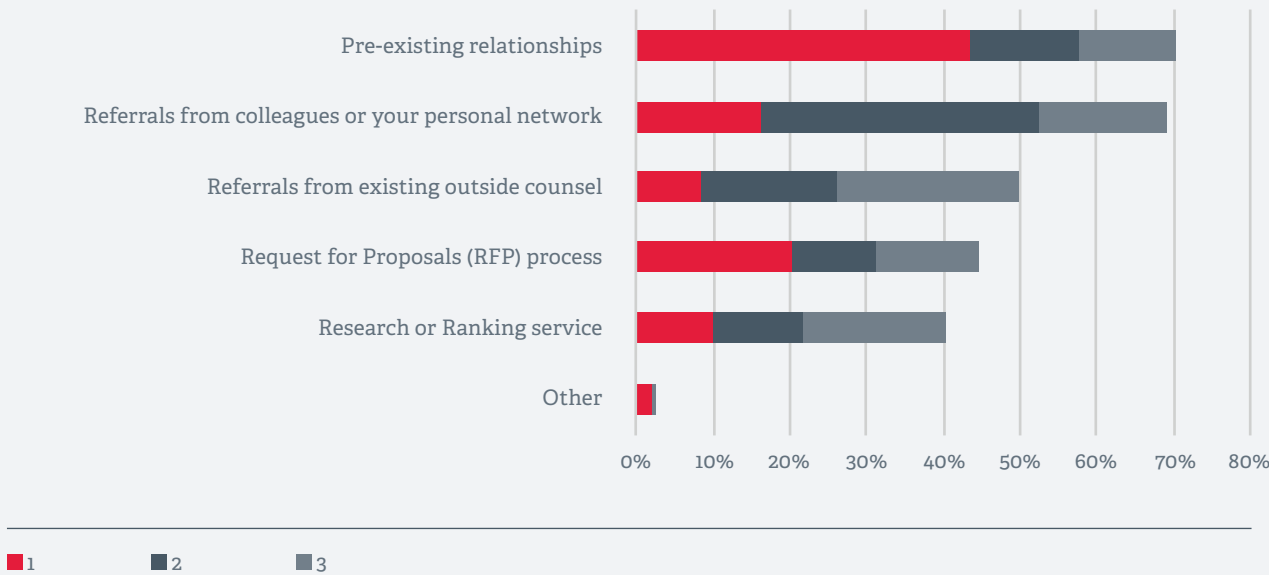 Pre-existing relationships
Referrals from colleagues or your personal network
Referrals from existing outside counsel
Request for Proposals (RFP) process
Research or Ranking service
Other
0% 10% 20% 30% 40% 50% 60% 70% 80%
1 2 3